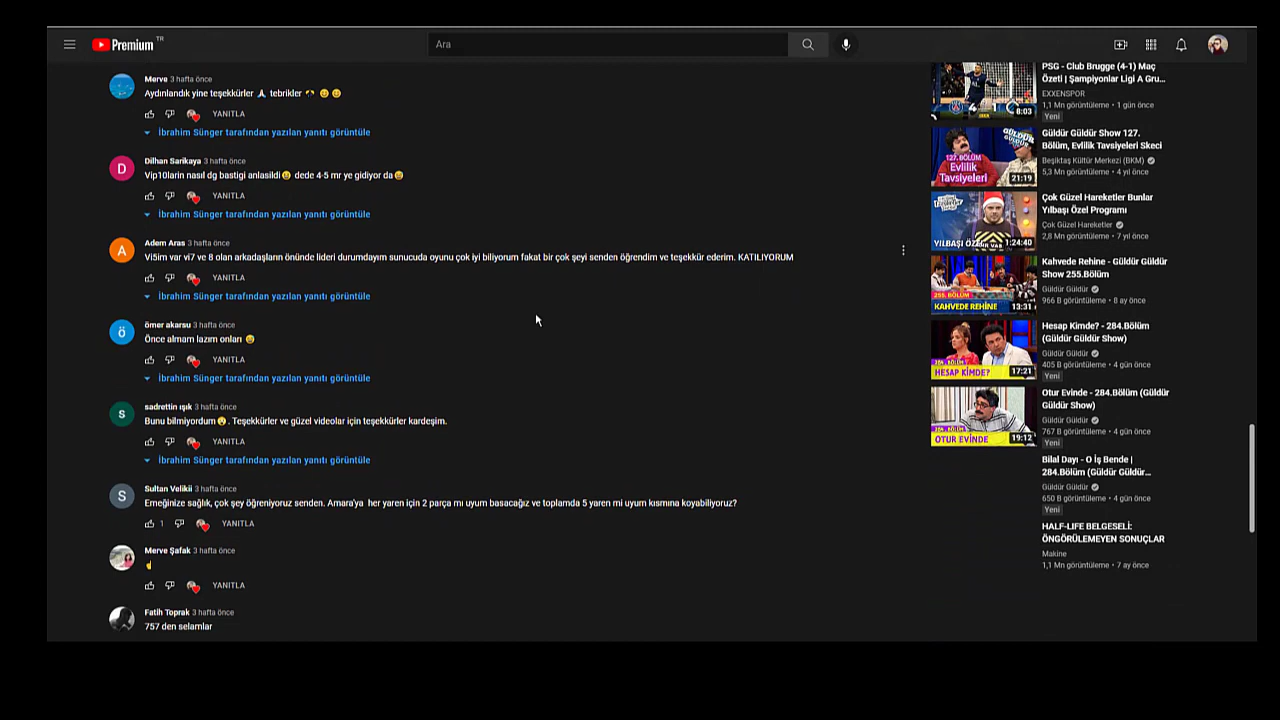 Premium TR
Ara
Merve 3 hafta önce
Aydınlandık yine teşekkürler 🙏 tebrikler
YANITLA
İbrahim Sünger tarafından yazılan yanıtı görüntüle
D
Dilhan Sarikaya 3 hafta önce
Vip10larin nasıl dg bastigi anlasildi dede 4-5 mr ye gidiyor da
YANITLA
İbrahim Sünger tarafından yazılan yanıtı görüntüle
A
Adem Aras 3 hafta önce
Vi5im var vi7 ve 8 olan arkadaşların önünde lideri durumdayım sunucuda oyunu çok iyi biliyorum fakat bir çok şeyi senden öğrendim ve teşekkür ederim. KATILIYORUM
YANITLA
İbrahim Sünger tarafından yazılan yanıtı görüntüle
ö
ömer akarsu 3 hafta önce
Önce almam lazım onları
YANITLA
İbrahim Sünger tarafından yazılan yanıtı görüntüle
S
sadrettin ışık 3 hafta önce
Bunu bilmiyordum . Teşekkürler ve güzel videolar için teşekkürler kardeşim.
YANITLA
İbrahim Sünger tarafından yazılan yanıtı görüntüle
S
Sultan Velikii 3 hafta önce
Emeğinize sağlık, çok şey öğreniyoruz senden. Amara'ya her yaren için 2 parça mı uyum basacağız ve toplamda 5 yaren mi uyum kısmına koyabiliyoruz?
1 YANITLA
Merve Şafak 3 hafta önce
YANITLA
Fatih Toprak 3 hafta önce
757 den selamlar
8:03
PSG - Club Brugge (4-1) Maç
Özeti | Şampiyonlar Ligi A Gru...
EXXENSPOR
1,1 Mn görüntüleme • 1 gün önce
Yeni
127. BÖLÜM
Evlilik
Tavsiyeleri
21:19
Güldür Güldür Show 127.
Bölüm, Evlilik Tavsiyeleri Skeci
Beşiktaş Kültür Merkezi (BKM)
5,3 Mn görüntüleme • 4 yıl önce
1:24:40
Çok Güzel Hareketler Bunlar
Yılbaşı Özel Programı
Çok Güzel Hareketler
2,8 Mn görüntüleme • 7 yıl önce
255. BÖLÜM
KAHVEDE REHİNE
13:31
Kahvede Rehine - Güldür Güldür
Show 255.Bölüm
Güldür Güldür
966 B görüntüleme • 8 ay önce
284. BÖLÜM
HESAP KİMDE?
17:21
Hesap Kimde? - 284.Bölüm
(Güldür Güldür Show)
Güldür Güldür
405 B görüntüleme • 4 gün önce
Yeni
284. BÖLÜM
OTUR EVİNDE
19:12
Otur Evinde - 284.Bölüm (Güldür
Güldür Show)
Güldür Güldür
767 B görüntüleme • 4 gün önce
Yeni
Bilal Dayı - O İş Bende |
284.Bölüm (Güldür Güldür...
Güldür Güldür
650 B görüntüleme • 4 gün önce
Yeni
HALF-LIFE BELGESELİ:
ÖNGÖRÜLEMEYEN SONUÇLAR
Makine
1,1 Mn görüntüleme • 7 ay önce